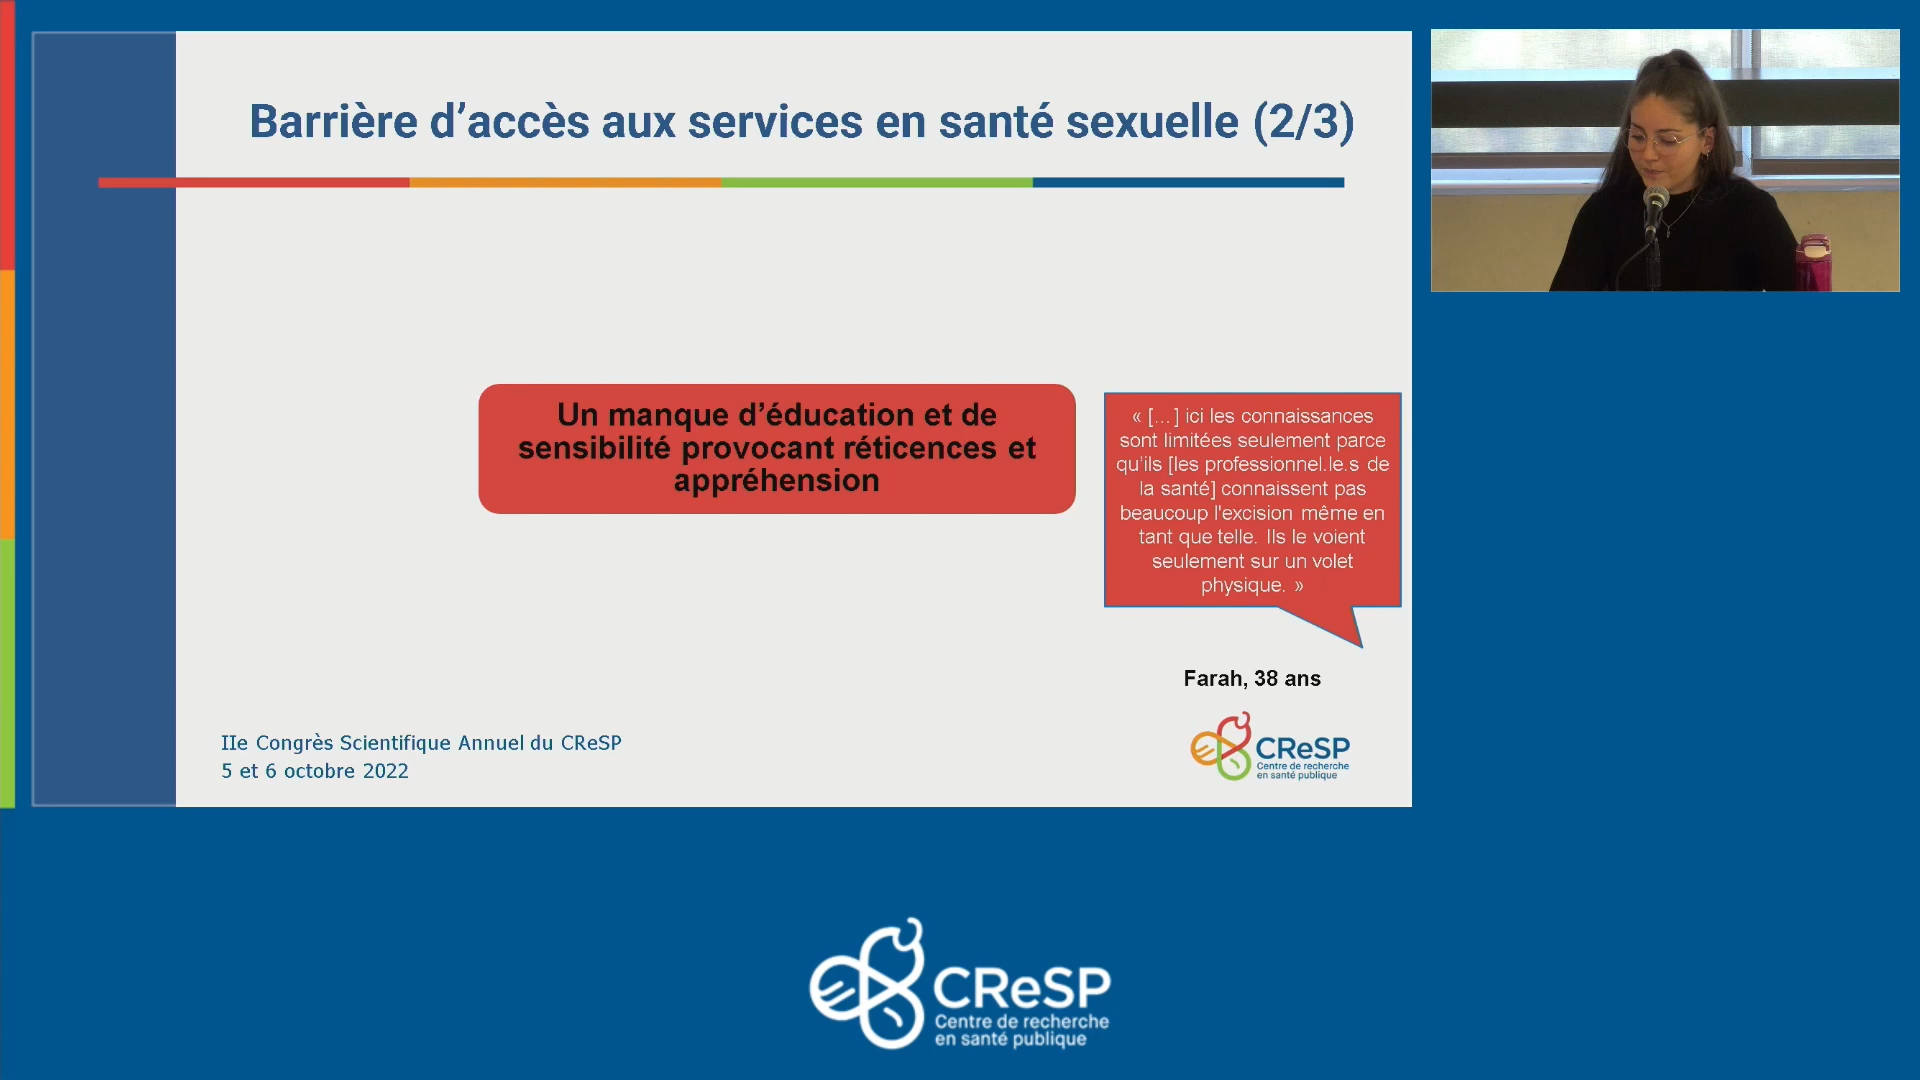 Barrière d’accès aux services en santé sexuelle (2/3)
Un manque d’éducation et de
sensibilité provocant réticences et
appréhension
« [...] ici les connaissances
sont limitées seulement parce
qu'ils [les professionnel.le.s de
la santé] connaissent pas
beaucoup l'excision même en
tant que telle. Ils le voient
seulement sur un volet
physique. »
Farah, 38 ans
IIe Congrès Scientifique Annuel du CReSP
5 et 6 octobre 2022
CReSP
Centre de recherche
en santé publique
CReSP
Centre de recherche
en santé publique